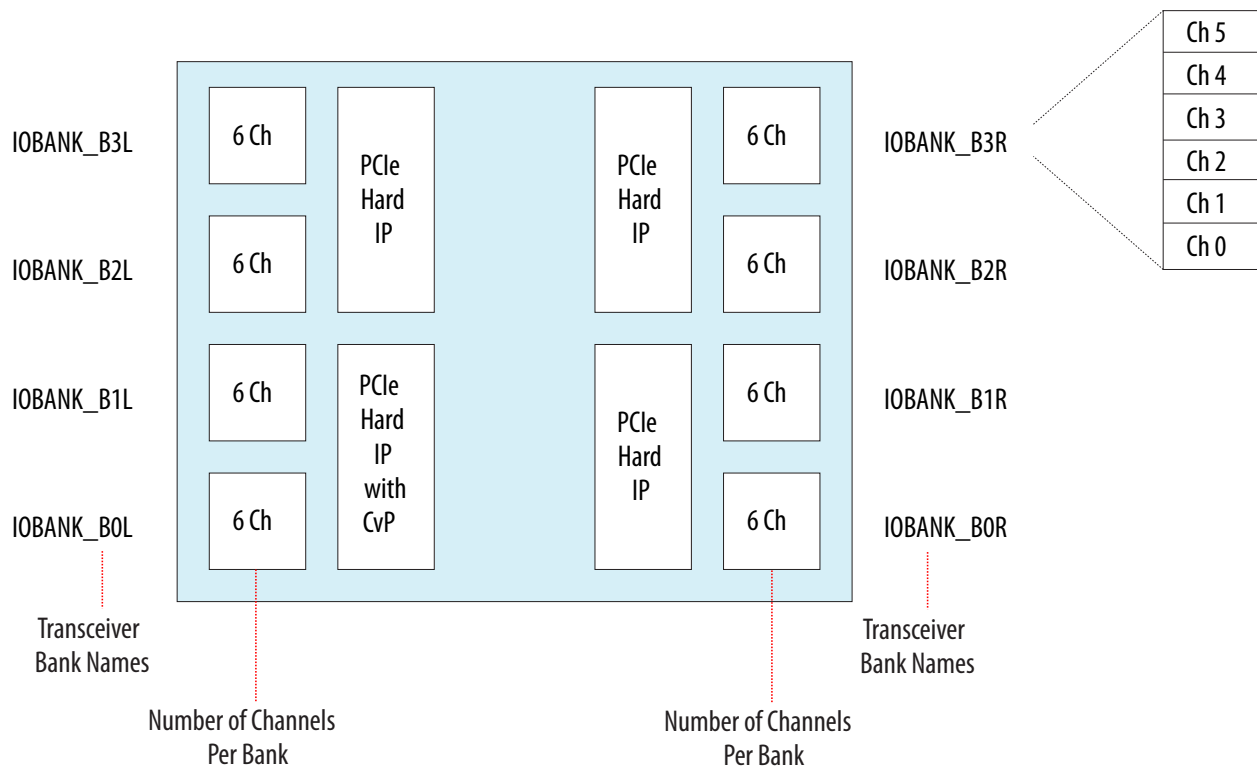 Ch 5
Ch 4
Ch 3
Ch 2
Ch 1
Ch 0
IOBANK_B3L
6 Ch
PCIe
Hard
IP
PCIe
Hard
IP
6 Ch
IOBANK_B3R
IOBANK_B2L
6 Ch
6 Ch
IOBANK_B2R
IOBANK_B1L
6 Ch
PCIe
Hard
IP
with
CvP
PCIe
Hard
IP
6 Ch
IOBANK_B1R
IOBANK_B0L
6 Ch
6 Ch
IOBANK_B0R
Transceiver
Bank Names
Number of Channels
Per Bank
Number of Channels
Per Bank
Transceiver
Bank Names